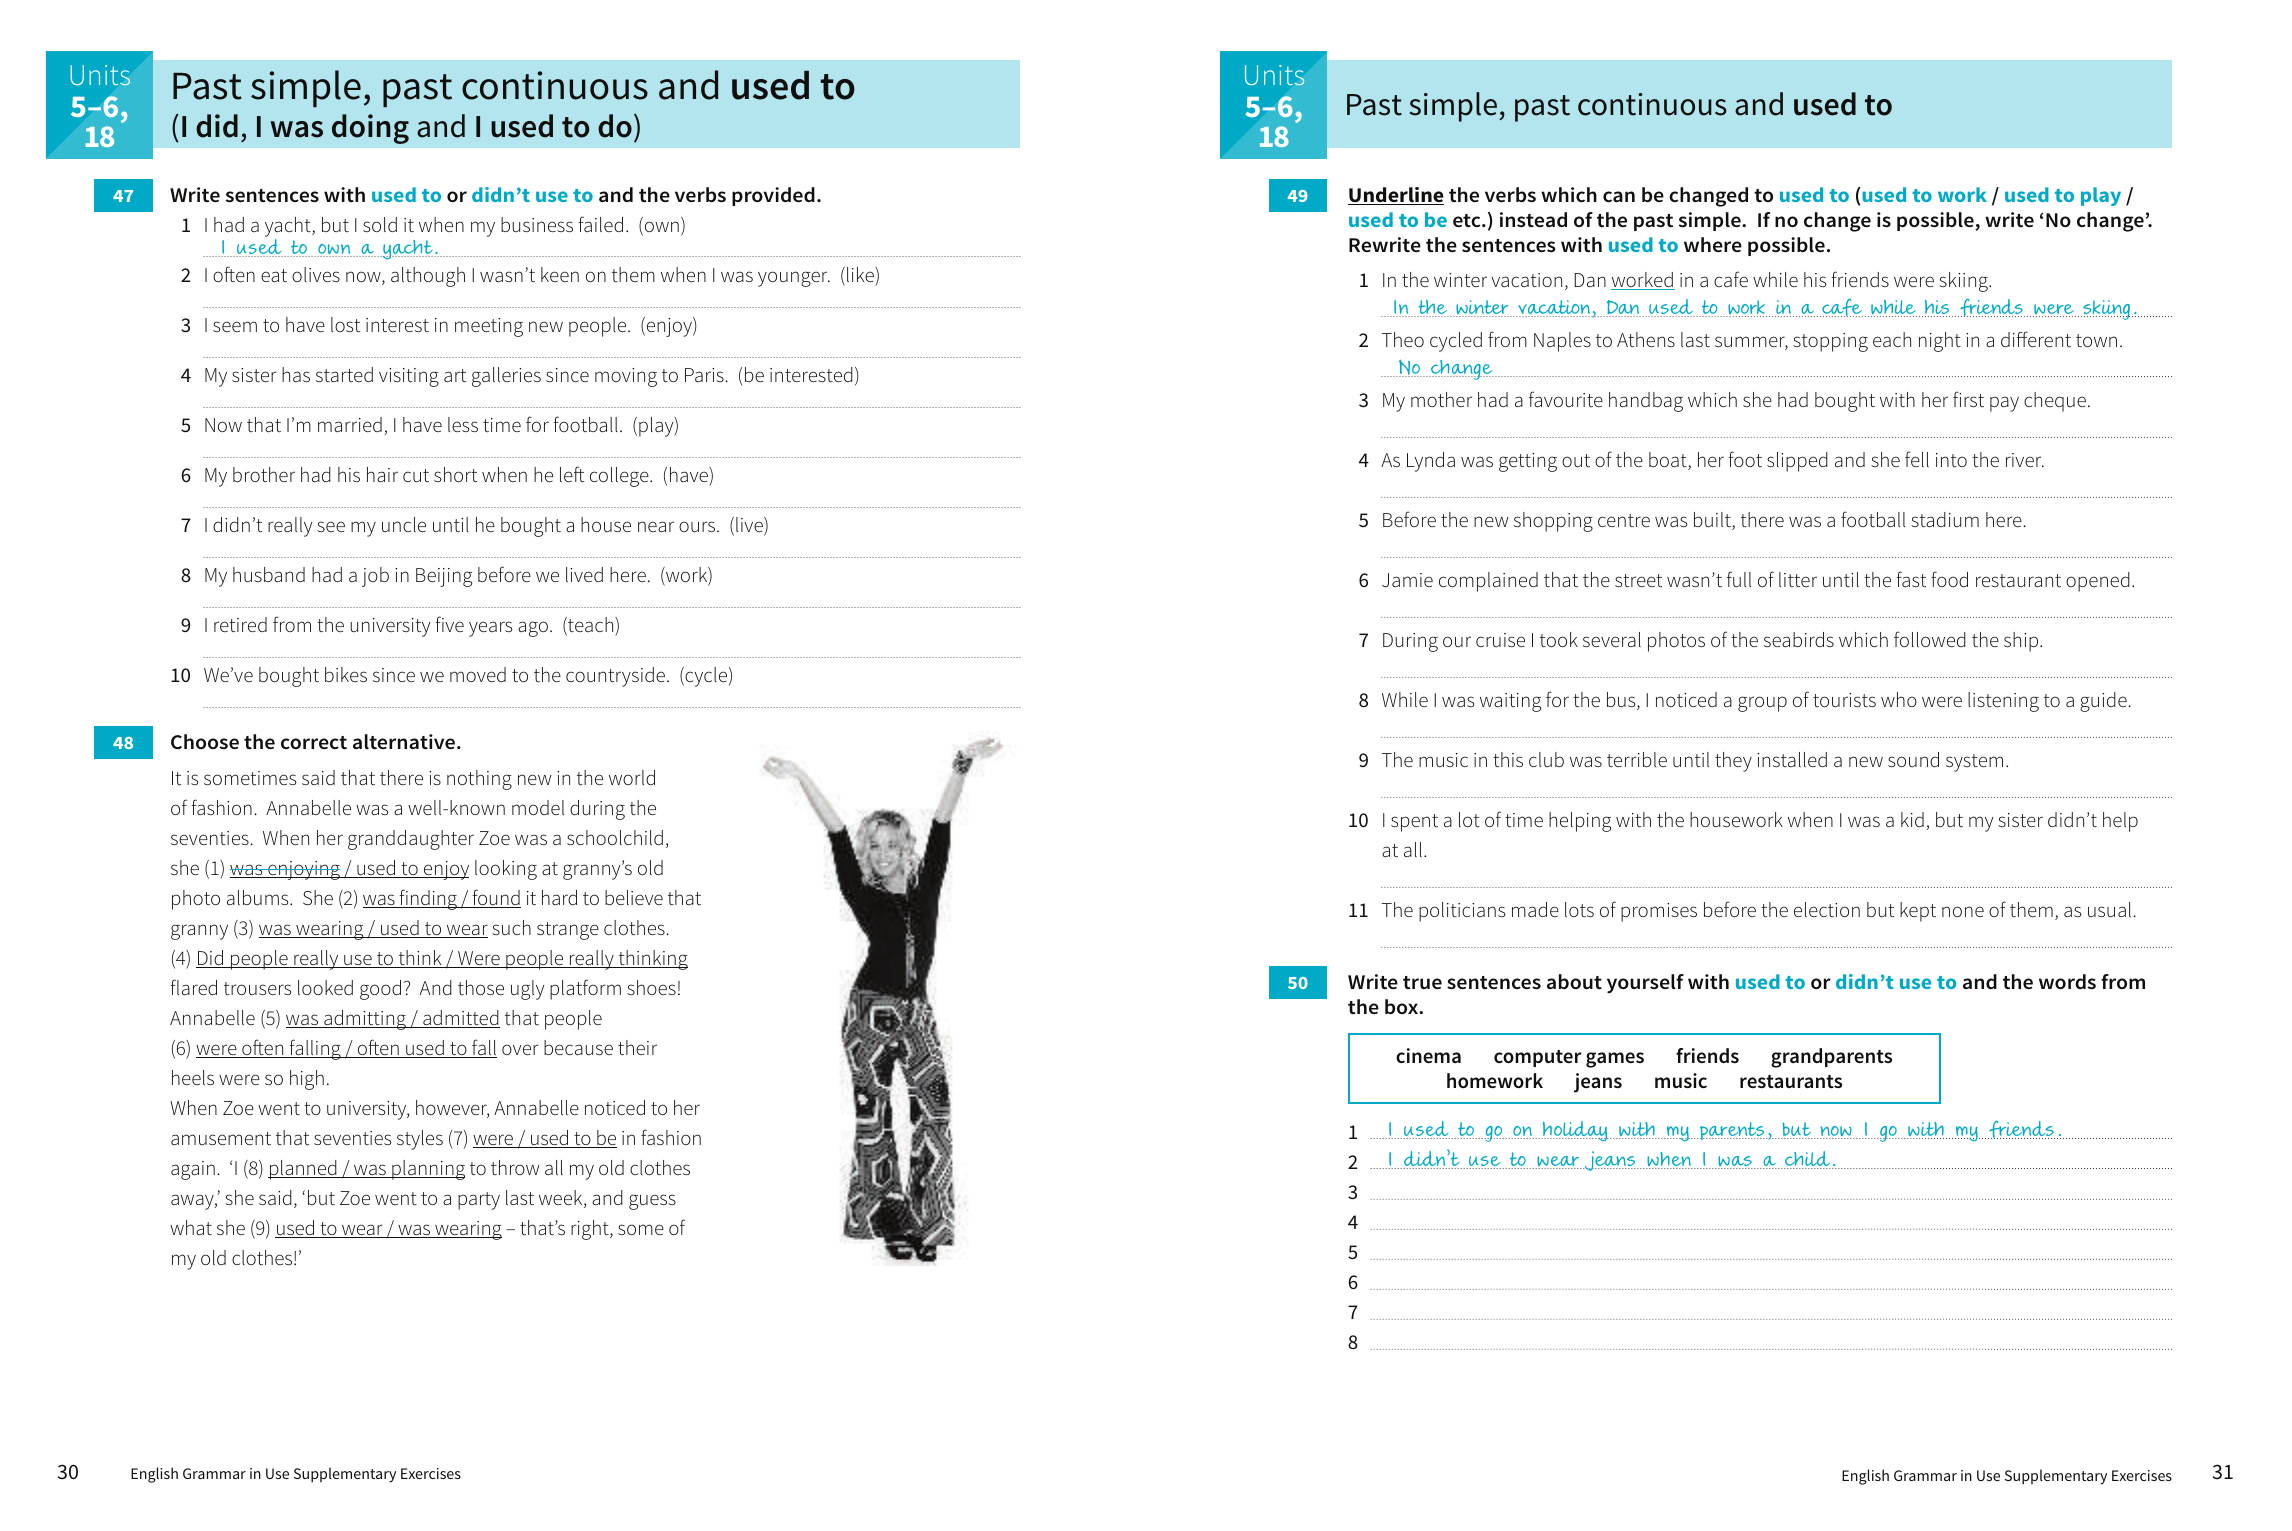 Units
5–6,
18
Past simple, past continuous and used to
(I did, I was doing and I used to do)
47 Write sentences with used to or didn’t use to and the verbs provided.
1 I had a yacht, but I sold it when my business failed. (own)
I used to own a yacht.
2 I often eat olives now, although I wasn’t keen on them when I was younger. (like)
3 I seem to have lost interest in meeting new people. (enjoy)
4 My sister has started visiting art galleries since moving to Paris. (be interested)
5 Now that I’m married, I have less time for football. (play)
6 My brother had his hair cut short when he left college. (have)
7 I didn’t really see my uncle until he bought a house near ours. (live)
8 My husband had a job in Beijing before we lived here. (work)
9 I retired from the university five years ago. (teach)
10 We’ve bought bikes since we moved to the countryside. (cycle)
48 Choose the correct alternative.
It is sometimes said that there is nothing new in the world
of fashion. Annabelle was a well-known model during the
seventies. When her granddaughter Zoe was a schoolchild,
she (1) was enjoying / used to enjoy looking at granny’s old
photo albums. She (2) was finding / found it hard to believe that
granny (3) was wearing / used to wear such strange clothes.
(4) Did people really use to think / Were people really thinking
flared trousers looked good? And those ugly platform shoes!
Annabelle (5) was admitting / admitted that people
(6) were often falling / often used to fall over because their
heels were so high.
When Zoe went to university, however, Annabelle noticed to her
amusement that seventies styles (7) were / used to be in fashion
again. ‘I (8) planned / was planning to throw all my old clothes
away,’ she said, ‘but Zoe went to a party last week, and guess
what she (9) used to wear / was wearing – that’s right, some of
my old clothes!’
30 English Grammar in Use Supplementary Exercises
Units
5–6,
18
Past simple, past continuous and used to
49 Underline the verbs which can be changed to used to (used to work / used to play /
used to be etc.) instead of the past simple. If no change is possible, write ‘No change’.
Rewrite the sentences with used to where possible.
1 In the winter vacation, Dan worked in a cafe while his friends were skiing.
In the winter vacation, Dan used to work in a cafe while his friends were skiing.
2 Theo cycled from Naples to Athens last summer, stopping each night in a different town.
No change
3 My mother had a favourite handbag which she had bought with her first pay cheque.
4 As Lynda was getting out of the boat, her foot slipped and she fell into the river.
5 Before the new shopping centre was built, there was a football stadium here.
6 Jamie complained that the street wasn’t full of litter until the fast food restaurant opened.
7 During our cruise I took several photos of the seabirds which followed the ship.
8 While I was waiting for the bus, I noticed a group of tourists who were listening to a guide.
9 The music in this club was terrible until they installed a new sound system.
10 I spent a lot of time helping with the housework when I was a kid, but my sister didn’t help
at all.
11 The politicians made lots of promises before the election but kept none of them, as usual.
50 Write true sentences about yourself with used to or didn’t use to and the words from
the box.
cinema computer games friends grandparents
homework jeans music restaurants
1 I used to go on holiday with my parents, but now I go with my friends.
2 I didn’t use to wear jeans when I was a child.
3
4
5
6
7
8
English Grammar in Use Supplementary Exercises 31